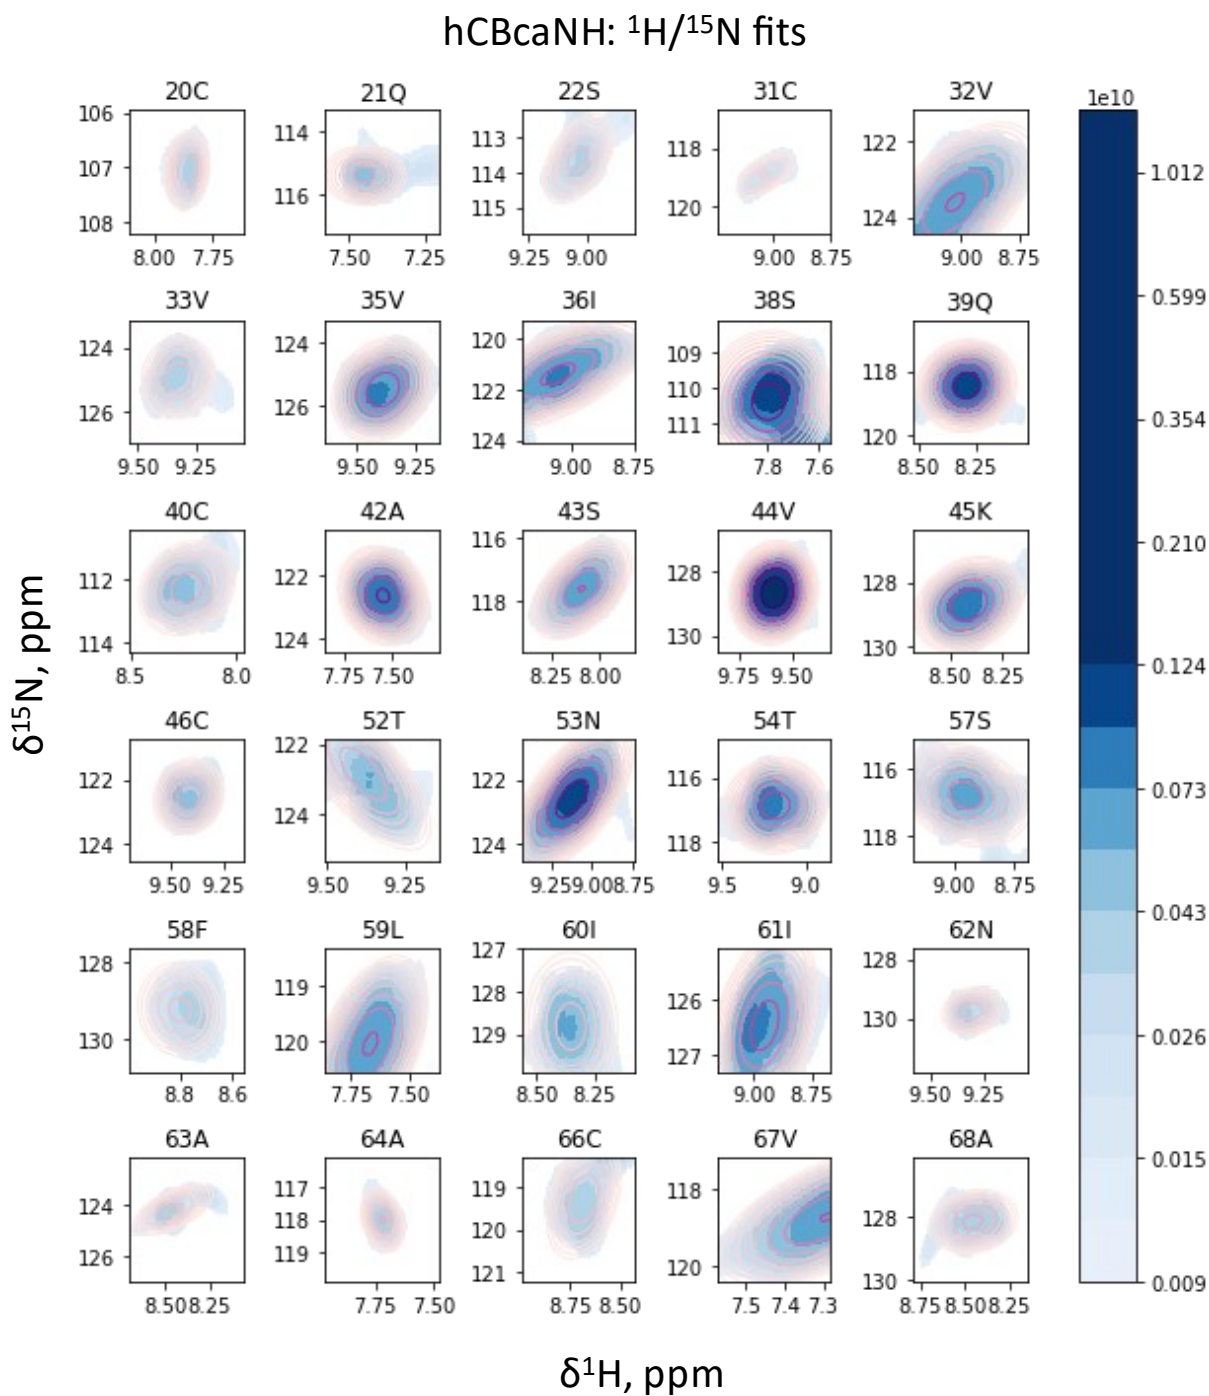 hCBcaNH: ¹H/¹⁵N fits
20C 21Q 22S 31C 32V 1e10
106 107 108 8.00 7.75
114 116 7.50 7.25
113 114 115 9.25 9.00
118 120 9.00 8.75
122 124 9.00 8.75
33V 35V 36I 38S 39Q
124 126 9.50 9.25
124 126 9.50 9.25
120 122 124 9.00 8.75
109 110 111 7.8 7.6
118 120 8.50 8.25
40C 42A 43S 44V 45K
112 114 8.5 8.0
122 124 7.75 7.50
116 118 8.25 8.00
128 130 9.75 9.50
128 130 8.50 8.25
46C 52T 53N 54T 57S
122 124 9.50 9.25
122 124 9.50 9.25
122 124 9.25 9.00 8.75
116 118 9.5 9.0
116 118 9.00 8.75
58F 59L 60I 61I 62N
128 130 8.8 8.6
119 120 7.75 7.50
127 128 129 8.50 8.25
126 127 9.00 8.75
128 130 9.50 9.25
63A 64A 66C 67V 68A
124 126 8.50 8.25
117 118 119 7.75 7.50
119 120 121 8.75 8.50
118 120 7.5 7.4 7.3
128 130 8.75 8.50 8.25
1.012
0.599
0.354
0.210
0.124
0.073
0.043
0.026
0.015
0.009
δ¹⁵N, ppm
δ¹H, ppm